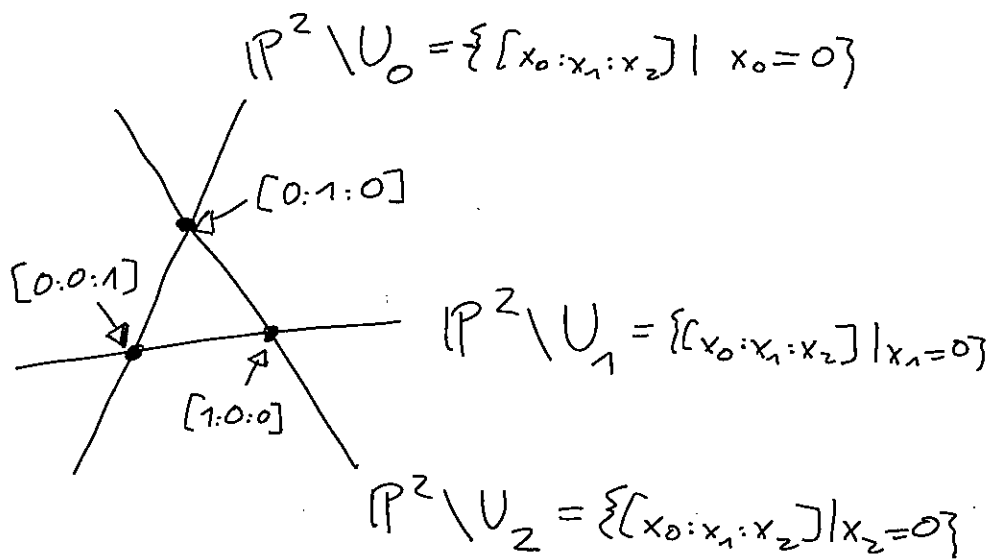 ℙ² \ U₀ = {[x₀:x₁:x₂] | x₀ = 0}
[0:1:0]
[0:0:1]
ℙ² \ U₁ = {[x₀:x₁:x₂] | x₁=0}
[1:0:0]
ℙ² \ U₂ = {[x₀:x₁:x₂] | x₂=0}